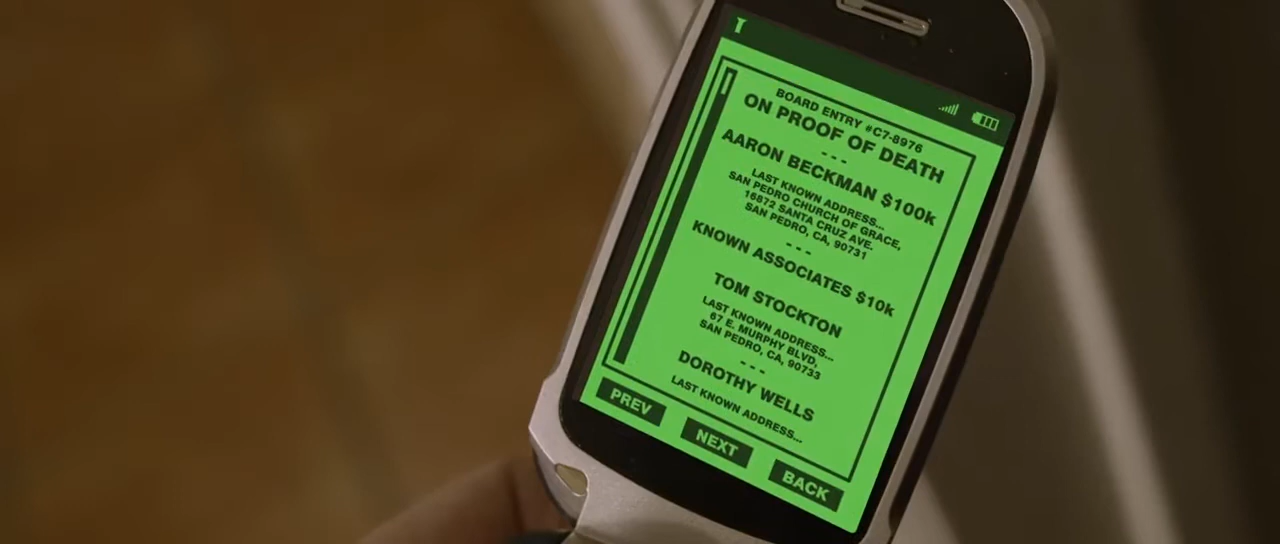 BOARD ENTRY #C7-8976
ON PROOF OF DEATH
---
AARON BECKMAN $100k
LAST KNOWN ADDRESS...
SAN PEDRO CHURCH OF GRACE,
16872 SANTA CRUZ AVE.
SAN PEDRO, CA, 90731
---
KNOWN ASSOCIATES $10k
TOM STOCKTON
LAST KNOWN ADDRESS...
67 E. MURPHY BLVD,
SAN PEDRO, CA, 90733
---
DOROTHY WELLS
LAST KNOWN ADDRESS...
PREV
NEXT
BACK